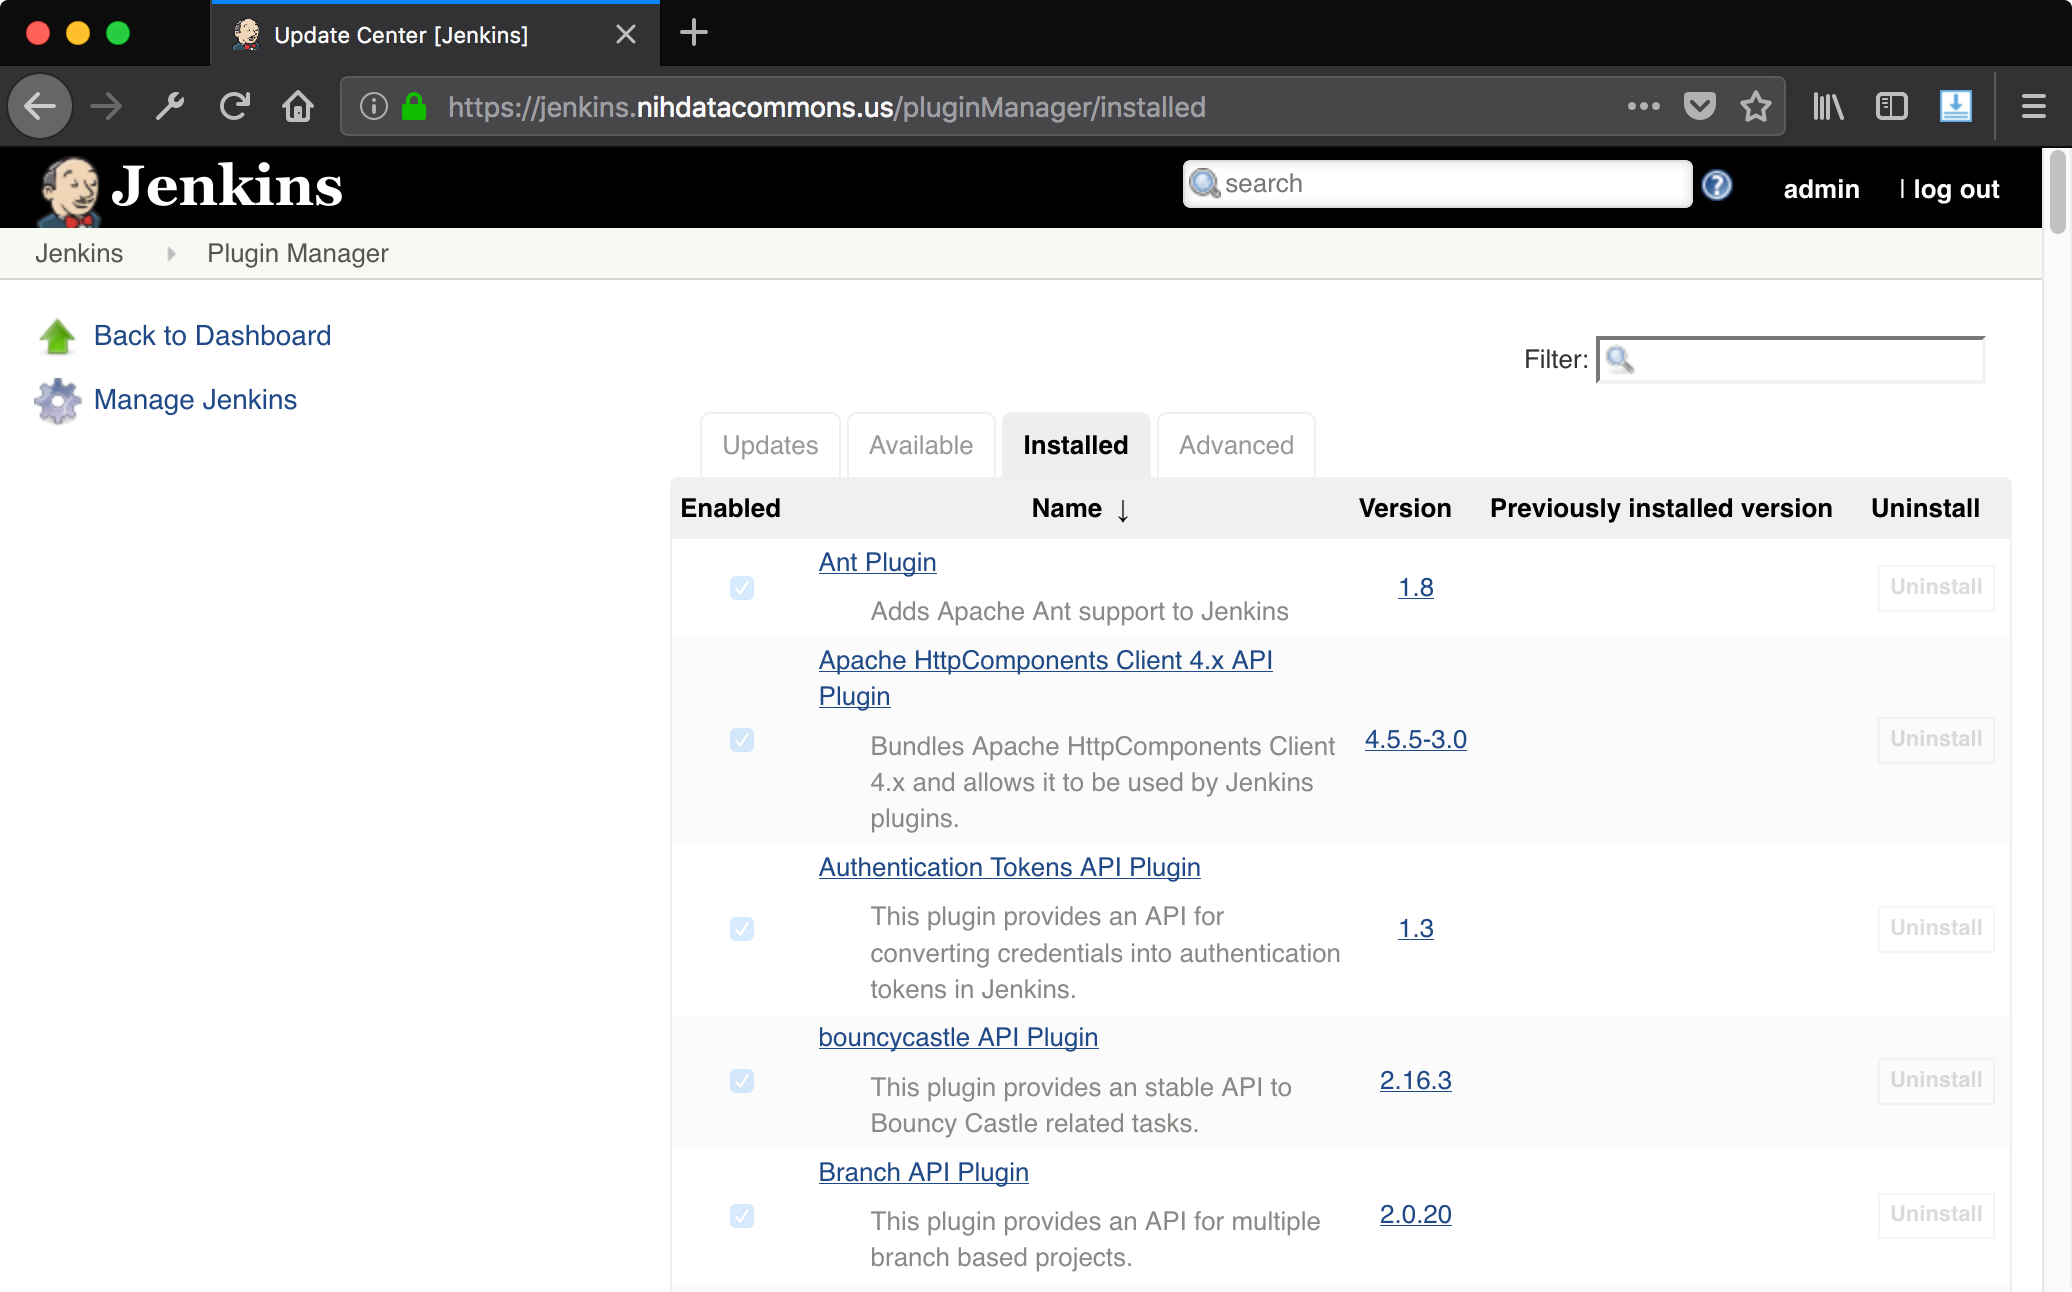 Update Center [Jenkins]
https://jenkins.nihdatacommons.us/pluginManager/installed
Jenkins
search
admin
| log out
Jenkins
Plugin Manager
Back to Dashboard
Manage Jenkins
Filter:
Updates
Available
Installed
Advanced
Enabled
Name ↓
Version
Previously installed version
Uninstall
Ant Plugin
Adds Apache Ant support to Jenkins
1.8
Uninstall
Apache HttpComponents Client 4.x API
Plugin
Bundles Apache HttpComponents Client
4.x and allows it to be used by Jenkins
plugins.
4.5.5-3.0
Uninstall
Authentication Tokens API Plugin
This plugin provides an API for
converting credentials into authentication
tokens in Jenkins.
1.3
Uninstall
bouncycastle API Plugin
This plugin provides an stable API to
Bouncy Castle related tasks.
2.16.3
Uninstall
Branch API Plugin
This plugin provides an API for multiple
branch based projects.
2.0.20
Uninstall